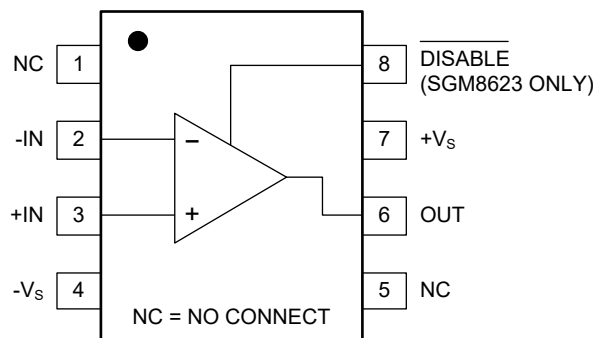 NC 1
8 DISABLE
(SGM8623 ONLY)
-IN 2 −
7 +VS
+IN 3 +
6 OUT
-VS 4
5 NC
NC = NO CONNECT